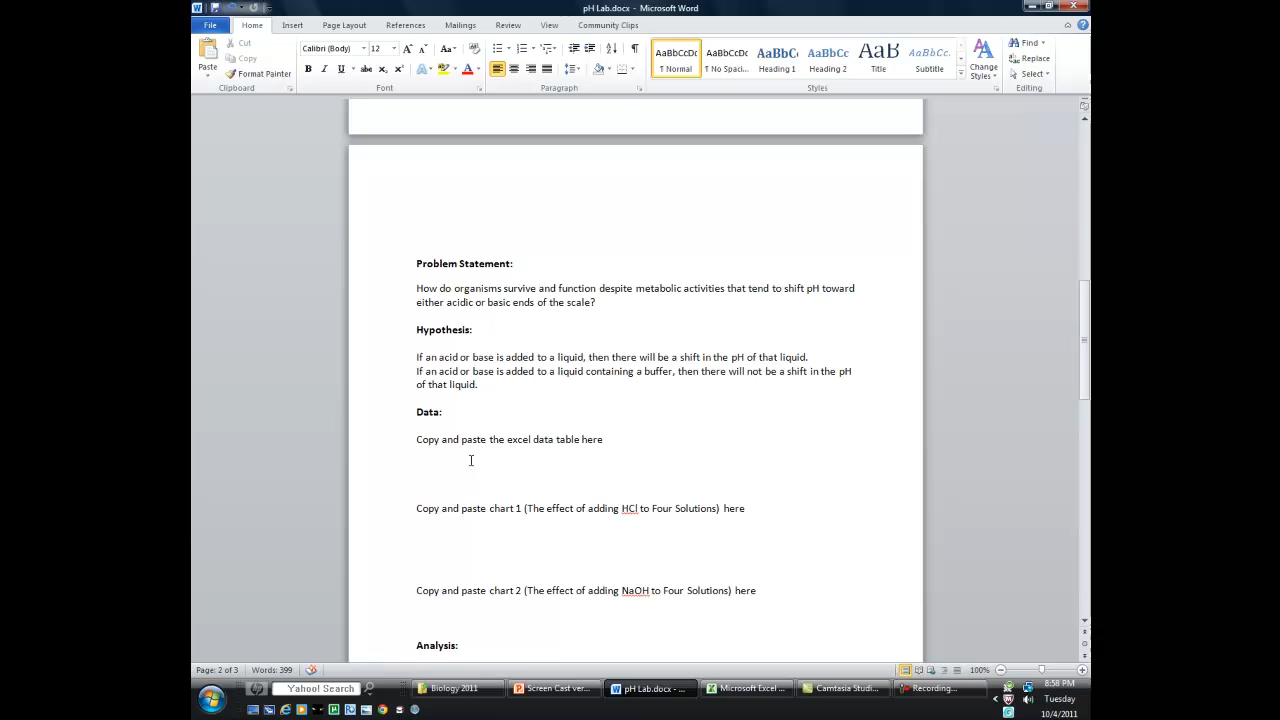 pH Lab.docx - Microsoft Word
File Home Insert Page Layout References Mailings Review View Community Clips
Cut
Copy
Paste
Format Painter
Clipboard
Calibri (Body) 12
Font
Paragraph
AaBbCcDc AaBbCcDc AaBbC AaBbCc AaB AaBbCc.
¶ Normal ¶ No Spaci... Heading 1 Heading 2 Title Subtitle
Styles
Change
Styles
Find
Replace
Select
Editing
Problem Statement:
How do organisms survive and function despite metabolic activities that tend to shift pH toward
either acidic or basic ends of the scale?
Hypothesis:
If an acid or base is added to a liquid, then there will be a shift in the pH of that liquid.
If an acid or base is added to a liquid containing a buffer, then there will not be a shift in the pH
of that liquid.
Data:
Copy and paste the excel data table here
Copy and paste chart 1 (The effect of adding HCl to Four Solutions) here
Copy and paste chart 2 (The effect of adding NaOH to Four Solutions) here
Analysis:
Page: 2 of 3 Words: 399 100%
Yahoo! Search Biology 2011 Screen Cast ver... pH Lab.docx - ... Microsoft Excel ... Camtasia Studi... Recording...
8:58 PM
Tuesday
10/4/2011